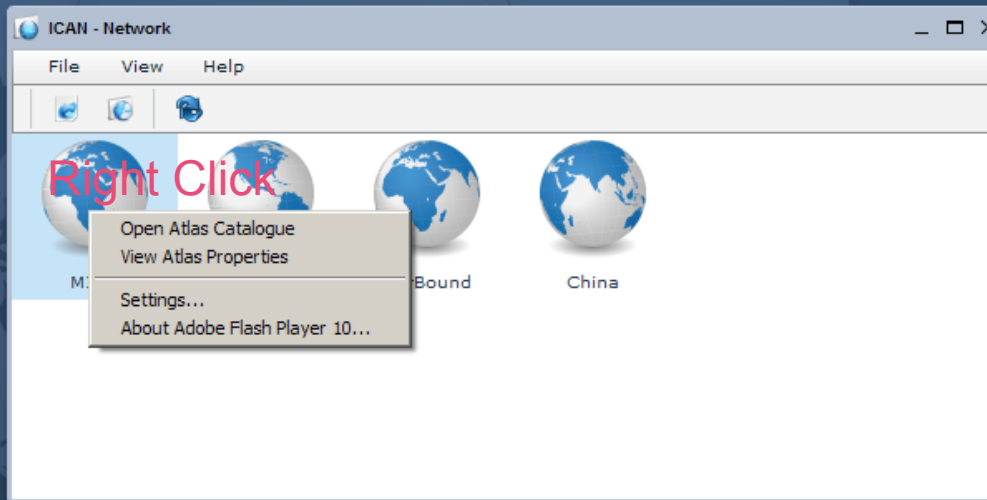 ICAN - Network
File View Help
Right Click
Open Atlas Catalogue
View Atlas Properties
Bound China
Settings...
About Adobe Flash Player 10...